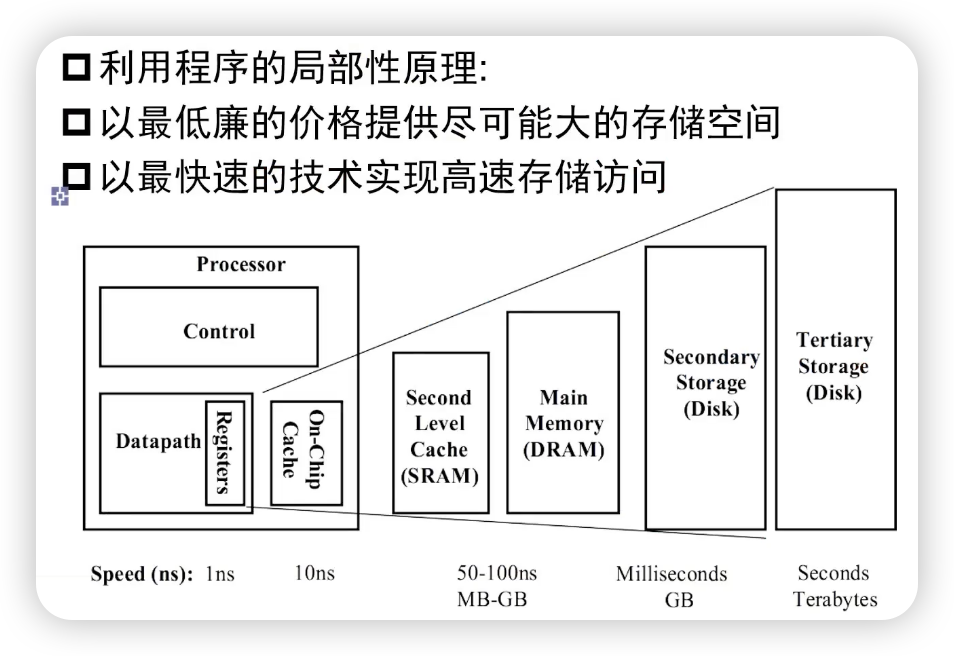 利用程序的局部性原理:
以最低廉的价格提供尽可能大的存储空间
以最快速的技术实现高速存储访问
Processor
Control
Datapath
Registers
On-Chip
Cache
Second
Level
Cache
(SRAM)
Main
Memory
(DRAM)
Secondary
Storage
(Disk)
Tertiary
Storage
(Disk)
Speed (ns): 1ns 10ns 50-100ns Milliseconds Seconds
MB-GB GB Terabytes